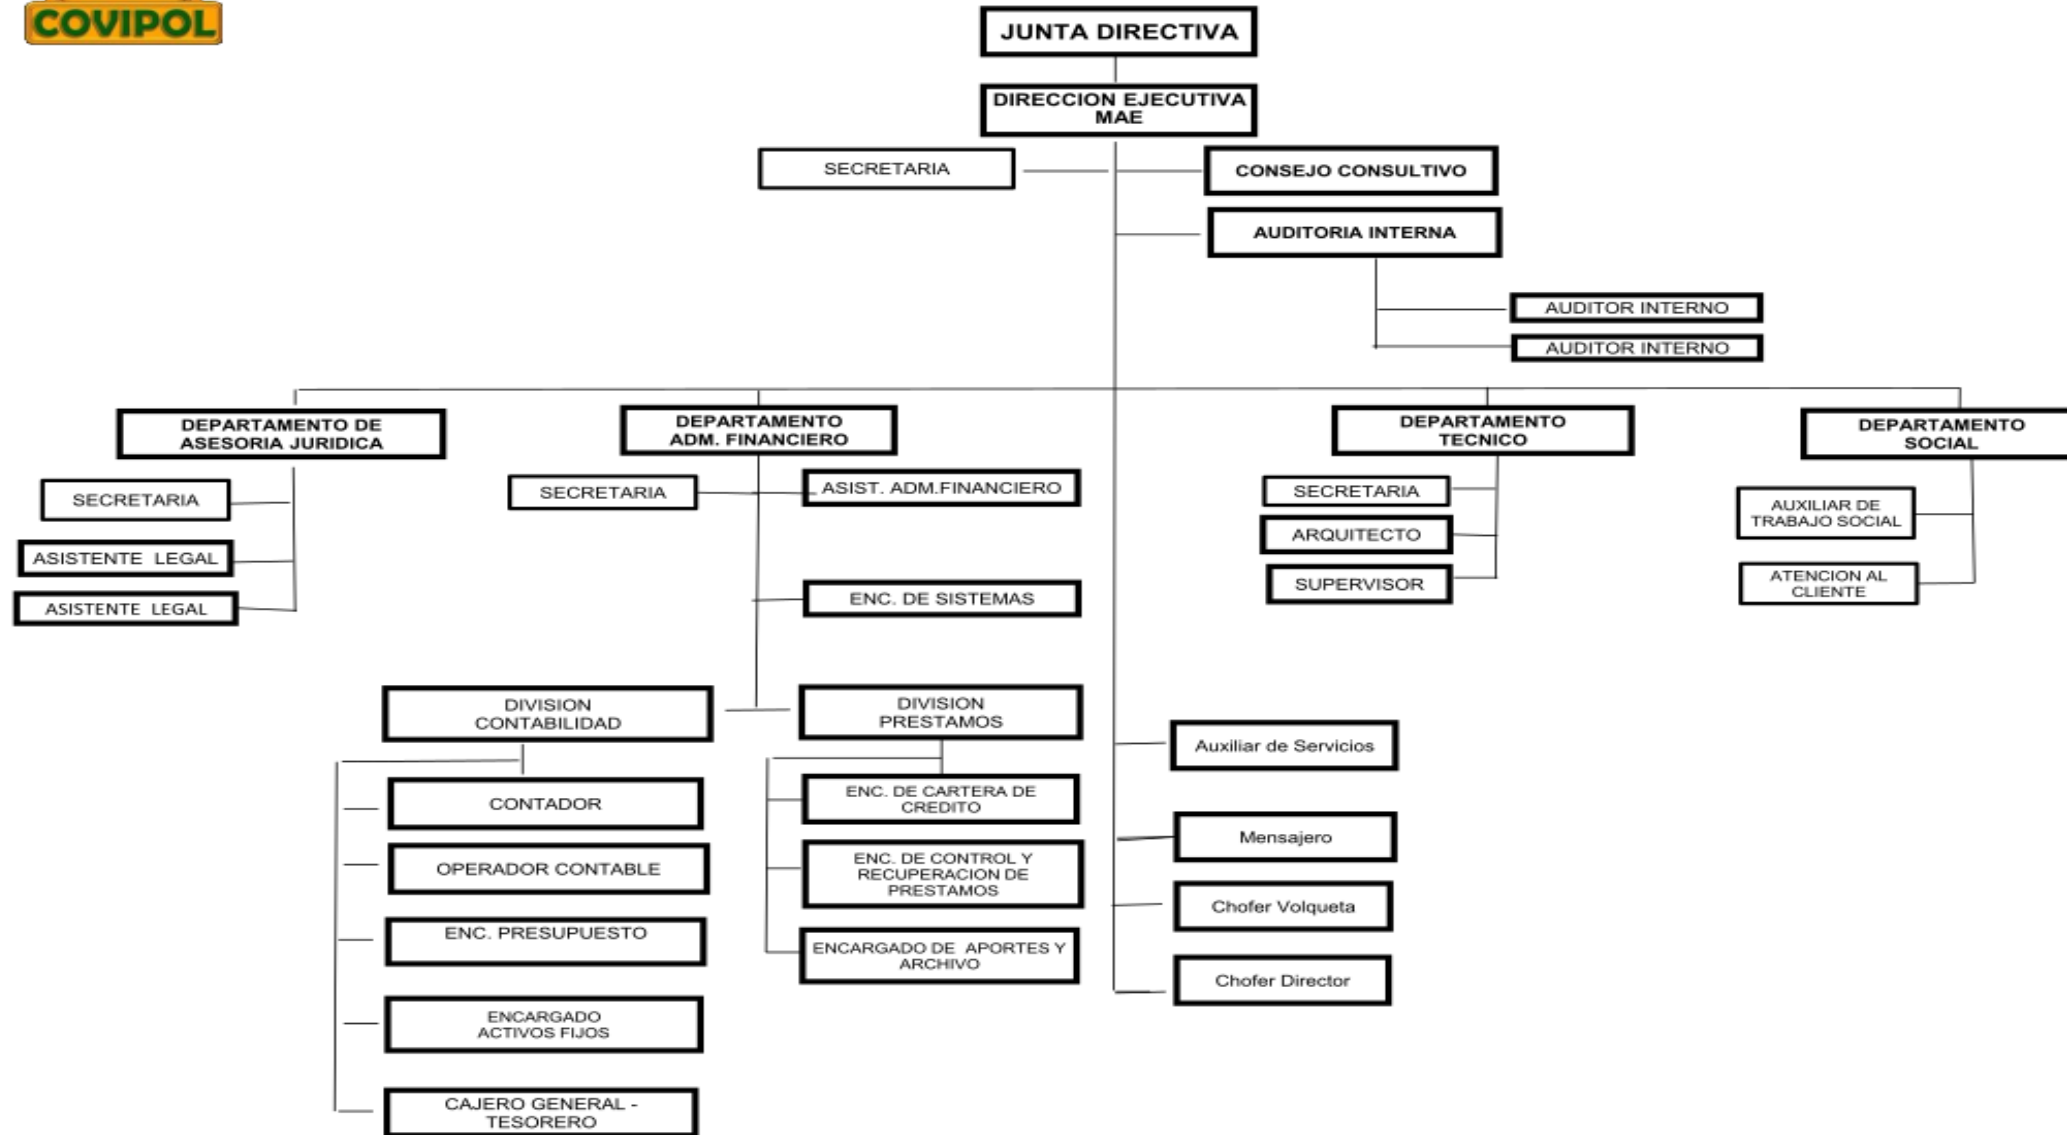 COVIPOL
JUNTA DIRECTIVA
DIRECCION EJECUTIVA
MAE
SECRETARIA
CONSEJO CONSULTIVO
AUDITORIA INTERNA
AUDITOR INTERNO
AUDITOR INTERNO
DEPARTAMENTO DE
ASESORIA JURIDICA
SECRETARIA
ASISTENTE LEGAL
ASISTENTE LEGAL
DEPARTAMENTO
ADM. FINANCIERO
SECRETARIA
ASIST. ADM.FINANCIERO
ENC. DE SISTEMAS
DIVISION
CONTABILIDAD
CONTADOR
OPERADOR CONTABLE
ENC. PRESUPUESTO
ENCARGADO
ACTIVOS FIJOS
CAJERO GENERAL -
TESORERO
DIVISION
PRESTAMOS
ENC. DE CARTERA DE
CREDITO
ENC. DE CONTROL Y
RECUPERACION DE
PRESTAMOS
ENCARGADO DE APORTES Y
ARCHIVO
DEPARTAMENTO
TECNICO
SECRETARIA
ARQUITECTO
SUPERVISOR
DEPARTAMENTO
SOCIAL
AUXILIAR DE
TRABAJO SOCIAL
ATENCION AL
CLIENTE
Auxiliar de Servicios
Mensajero
Chofer Volqueta
Chofer Director